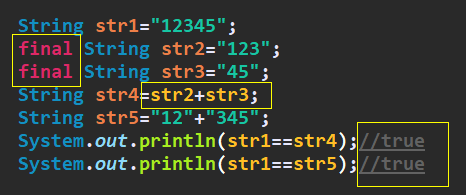 String str1="12345";
final String str2="123";
final String str3="45";
String str4=str2+str3;
String str5="12"+"345";
System.out.println(str1==str4);//true
System.out.println(str1==str5);//true